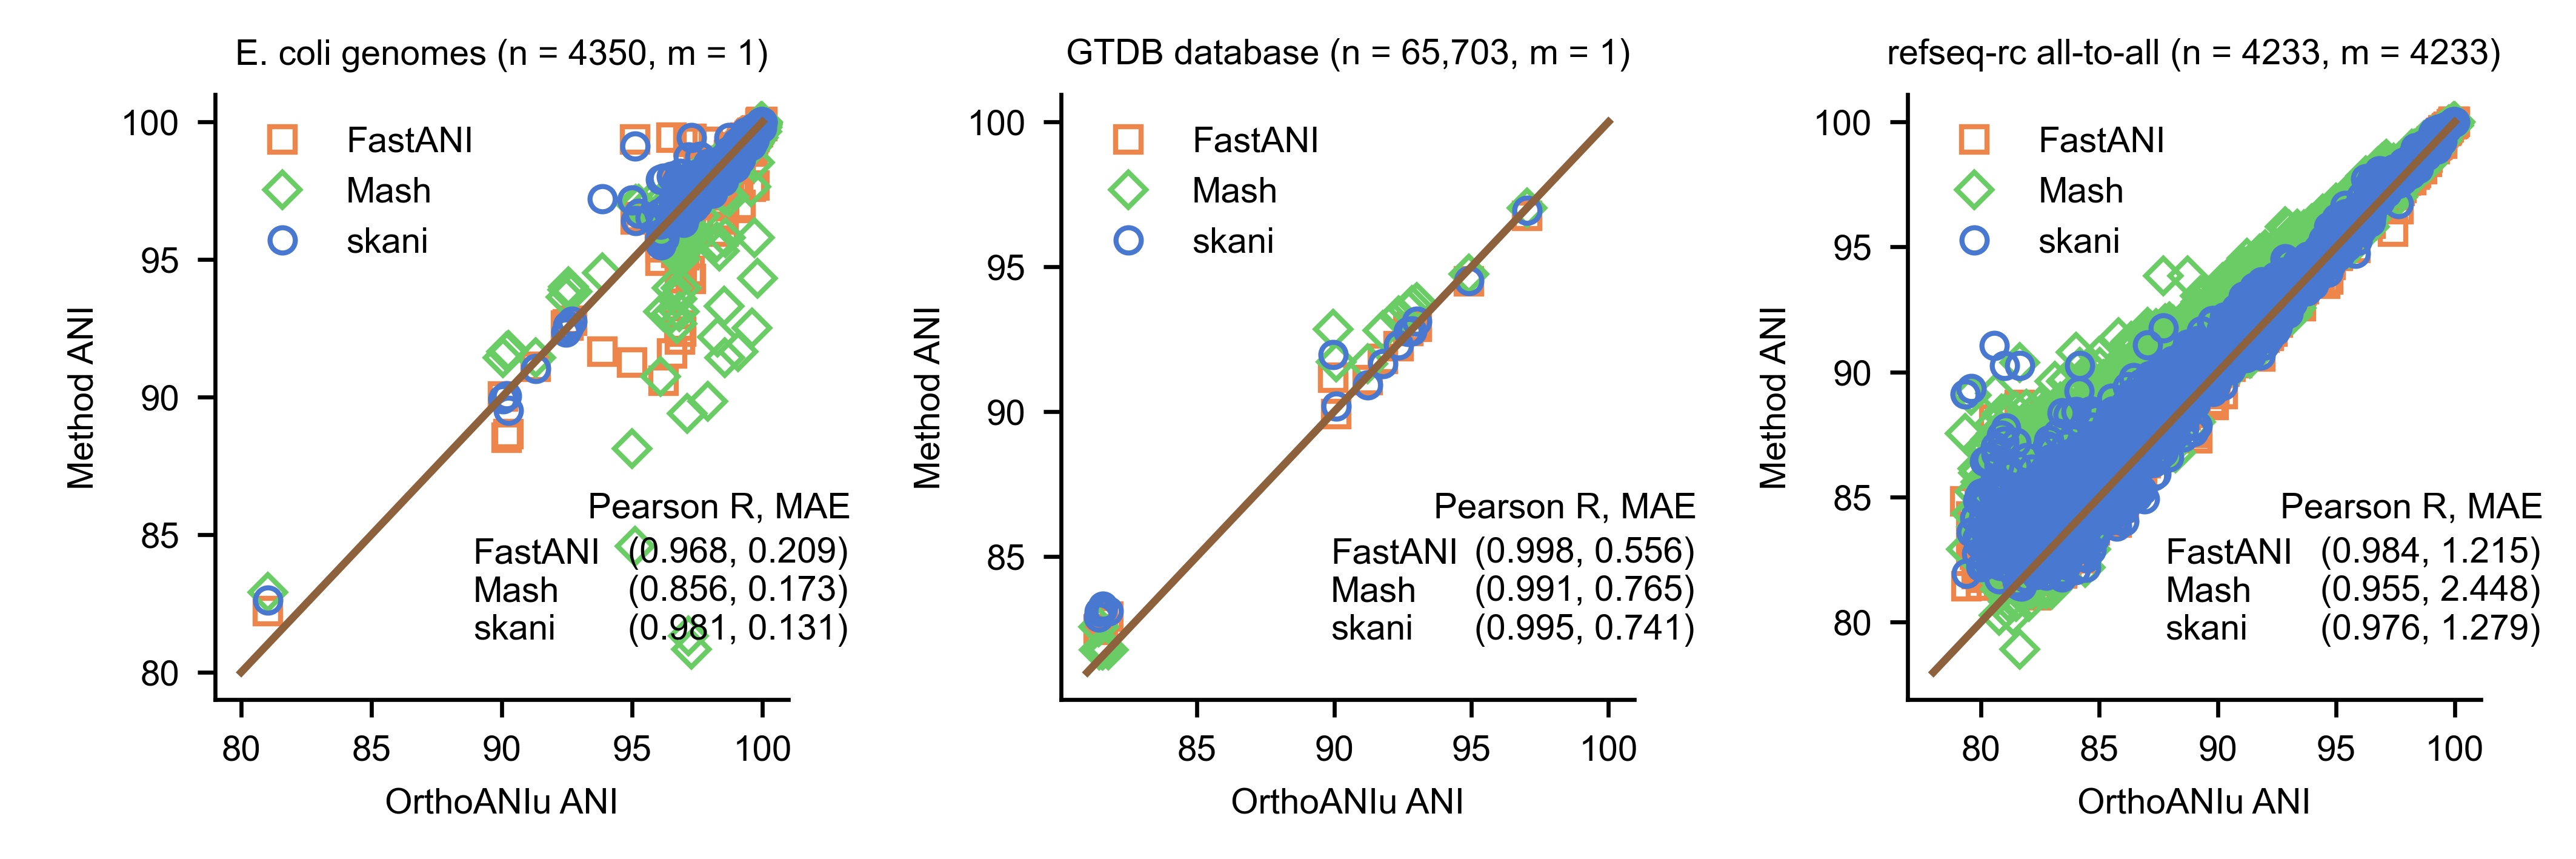 E. coli genomes (n = 4350, m = 1)
100
95
90
85
80
Method ANI
FastANI
Mash
skani
Pearson R, MAE
FastANI (0.968, 0.209)
Mash (0.856, 0.173)
skani (0.981, 0.131)
80 85 90 95 100
OrthoANIu ANI
GTDB database (n = 65,703, m = 1)
100
95
90
85
Method ANI
FastANI
Mash
skani
Pearson R, MAE
FastANI (0.998, 0.556)
Mash (0.991, 0.765)
skani (0.995, 0.741)
85 90 95 100
OrthoANIu ANI
refseq-rc all-to-all (n = 4233, m = 4233)
100
95
90
85
80
Method ANI
FastANI
Mash
skani
Pearson R, MAE
FastANI (0.984, 1.215)
Mash (0.955, 2.448)
skani (0.976, 1.279)
80 85 90 95 100
OrthoANIu ANI